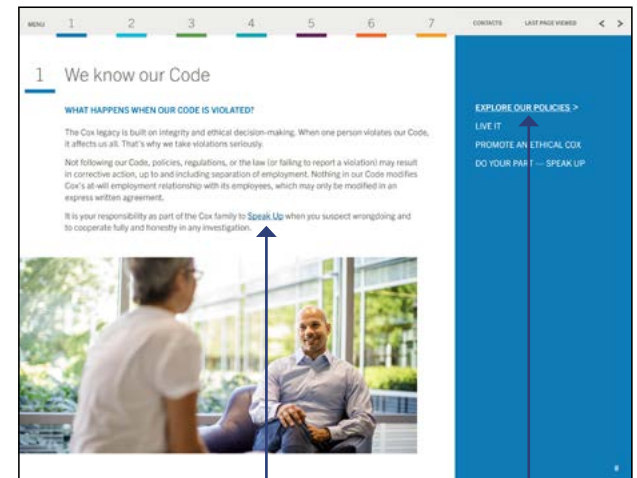 MENU 1 2 3 4 5 6 7 CONTACTS LAST PAGE VIEWED < >
1 We know our Code
WHAT HAPPENS WHEN OUR CODE IS VIOLATED?
The Cox legacy is built on integrity and ethical decision-making. When one person violates our Code,
it affects us all. That's why we take violations seriously.
Not following our Code, policies, regulations, or the law (or failing to report a violation) may result
in corrective action, up to and including separation of employment. Nothing in our Code modifies
Cox's at-will employment relationship with its employees, which may only be modified in an
express written agreement.
It is your responsibility as part of the Cox family to Speak Up when you suspect wrongdoing and
to cooperate fully and honestly in any investigation.
EXPLORE OUR POLICIES >
LIVE IT
PROMOTE AN ETHICAL COX
DO YOUR PART — SPEAK UP
8